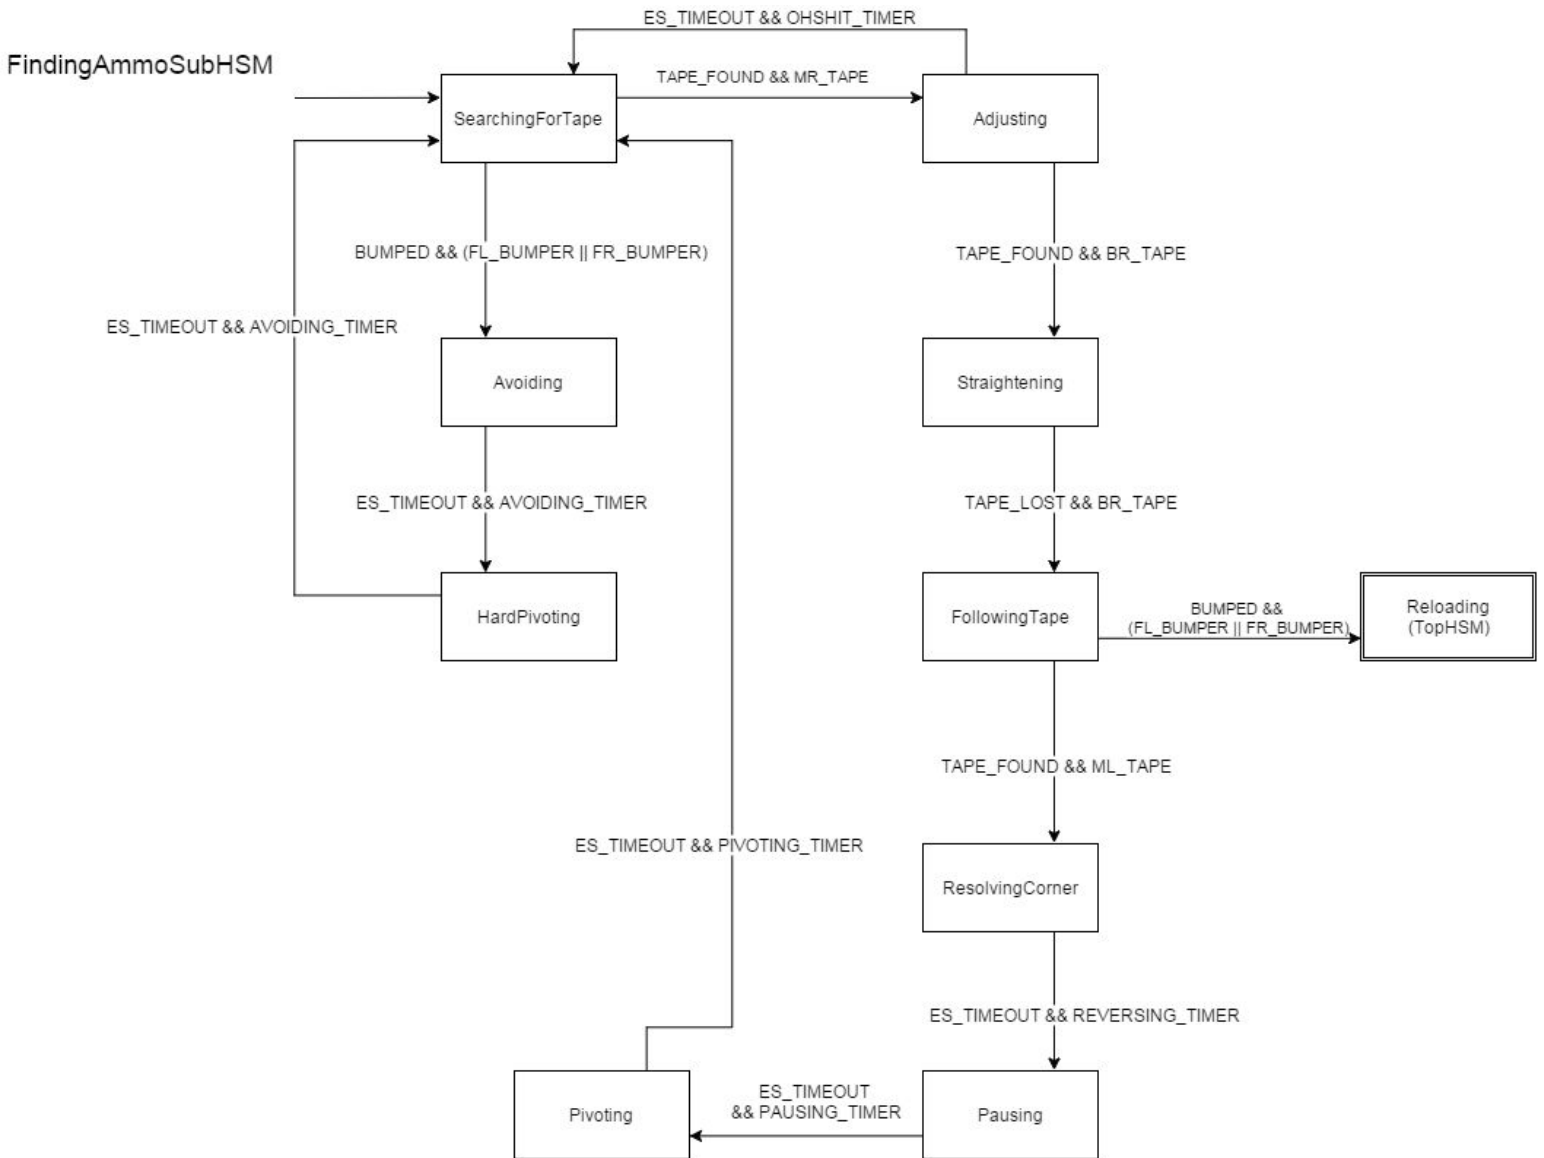 ES_TIMEOUT && OHSHIT_TIMER
FindingAmmoSubHSM
TAPE_FOUND && MR_TAPE
SearchingForTape
Adjusting
BUMPED && (FL_BUMPER || FR_BUMPER)
TAPE_FOUND && BR_TAPE
ES_TIMEOUT && AVOIDING_TIMER
Avoiding
Straightening
ES_TIMEOUT && AVOIDING_TIMER
TAPE_LOST && BR_TAPE
HardPivoting
FollowingTape
BUMPED &&
(FL_BUMPER || FR_BUMPER)
Reloading
(TopHSM)
TAPE_FOUND && ML_TAPE
ES_TIMEOUT && PIVOTING_TIMER
ResolvingCorner
ES_TIMEOUT && REVERSING_TIMER
Pivoting
ES_TIMEOUT
&& PAUSING_TIMER
Pausing